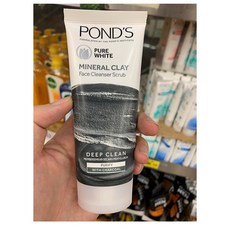 POND'S
PURE
WHITE
MINERAL CLAY
Face Cleanser Scrub
DEEP CLEAN
WITH CHARCOAL